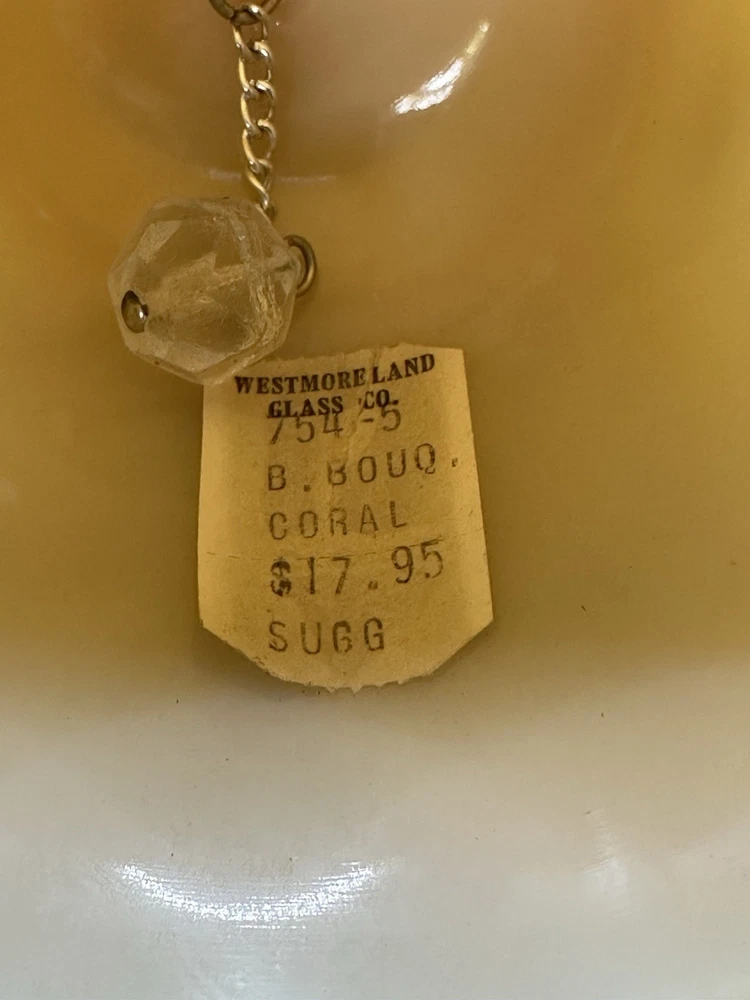 WESTMORELAND
GLASS CO.
754-5
B.BOUQ.
CORAL
$17.95
SUGG